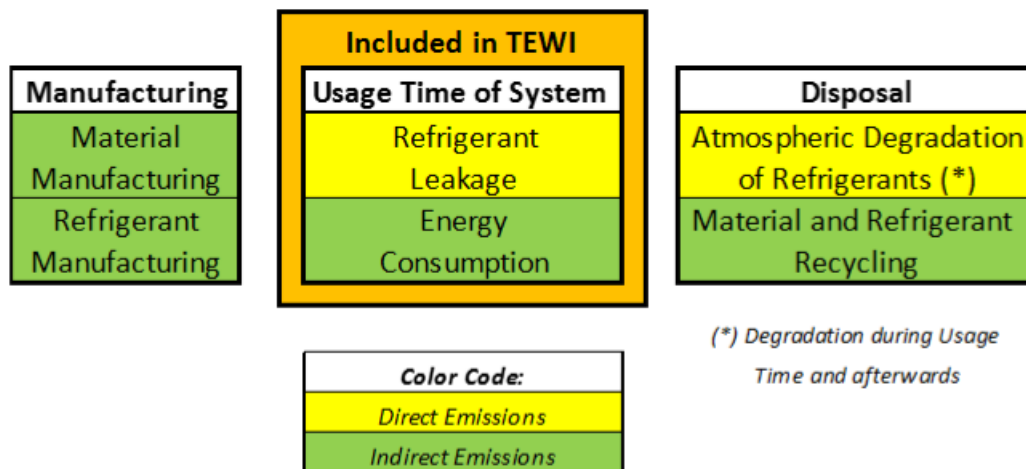 Included in TEWI
Manufacturing
Material
Manufacturing
Refrigerant
Manufacturing
Usage Time of System
Refrigerant
Leakage
Energy
Consumption
Disposal
Atmospheric Degradation
of Refrigerants (*)
Material and Refrigerant
Recycling
(*) Degradation during Usage
Time and afterwards
Color Code:
Direct Emissions
Indirect Emissions